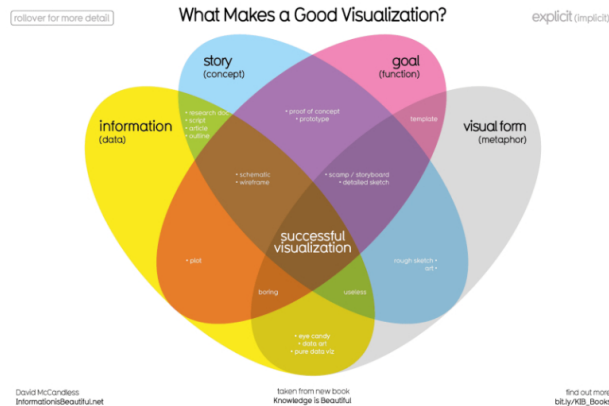 rollover for more detail
What Makes a Good Visualization?
explicit (implicit)
story
(concept)
goal
(function)
information
(data)
visual form
(metaphor)
• research doc
• script
• article
• outline
• proof of concept
• prototype
template
• schematic
• wireframe
• scamp / storyboard
• detailed sketch
successful
visualization
• plot
rough sketch •
art •
boring
useless
• eye candy
• data art
• pure data viz
David McCandless
InformationisBeautiful.net
taken from new book
Knowledge is Beautiful
find out more
bit.ly/KIB_Books